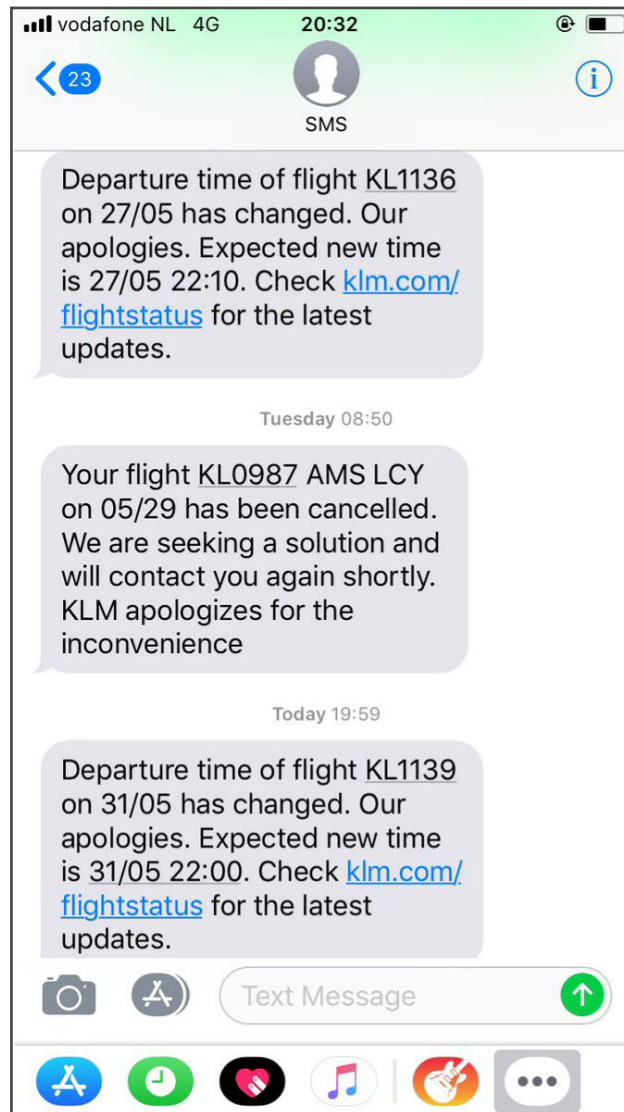 vodafone NL 4G 20:32
23
SMS
Departure time of flight KL1136
on 27/05 has changed. Our
apologies. Expected new time
is 27/05 22:10. Check klm.com/
flightstatus for the latest
updates.
Tuesday 08:50
Your flight KL0987 AMS LCY
on 05/29 has been cancelled.
We are seeking a solution and
will contact you again shortly.
KLM apologizes for the
inconvenience
Today 19:59
Departure time of flight KL1139
on 31/05 has changed. Our
apologies. Expected new time
is 31/05 22:00. Check klm.com/
flightstatus for the latest
updates.
Text Message